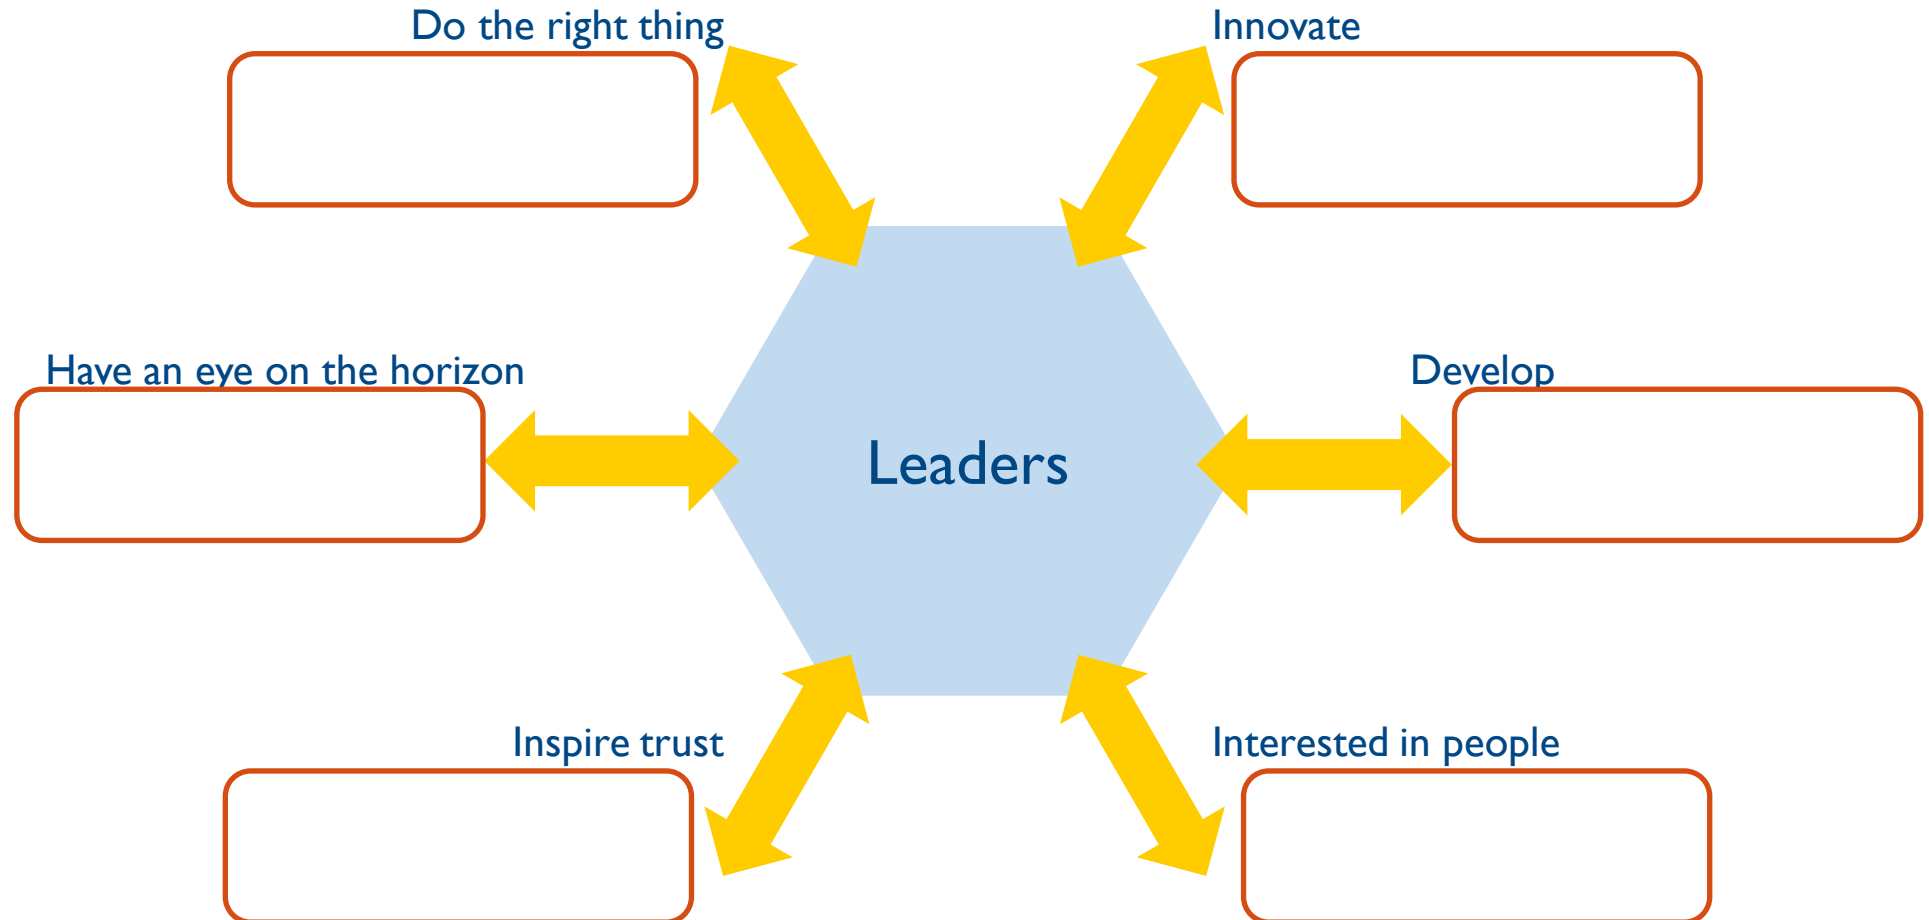 Do the right thing
Innovate
Have an eye on the horizon
Develop
Leaders
Inspire trust
Interested in people